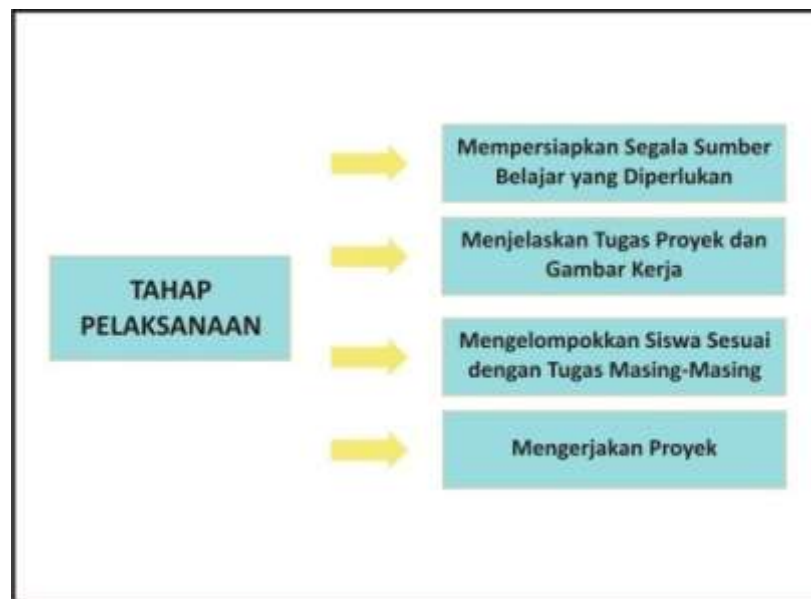 TAHAP
PELAKSANAAN
Mempersiapkan Segala Sumber
Belajar yang Diperlukan
Menjelaskan Tugas Proyek dan
Gambar Kerja
Mengelompokkan Siswa Sesuai
dengan Tugas Masing-Masing
Mengerjakan Proyek